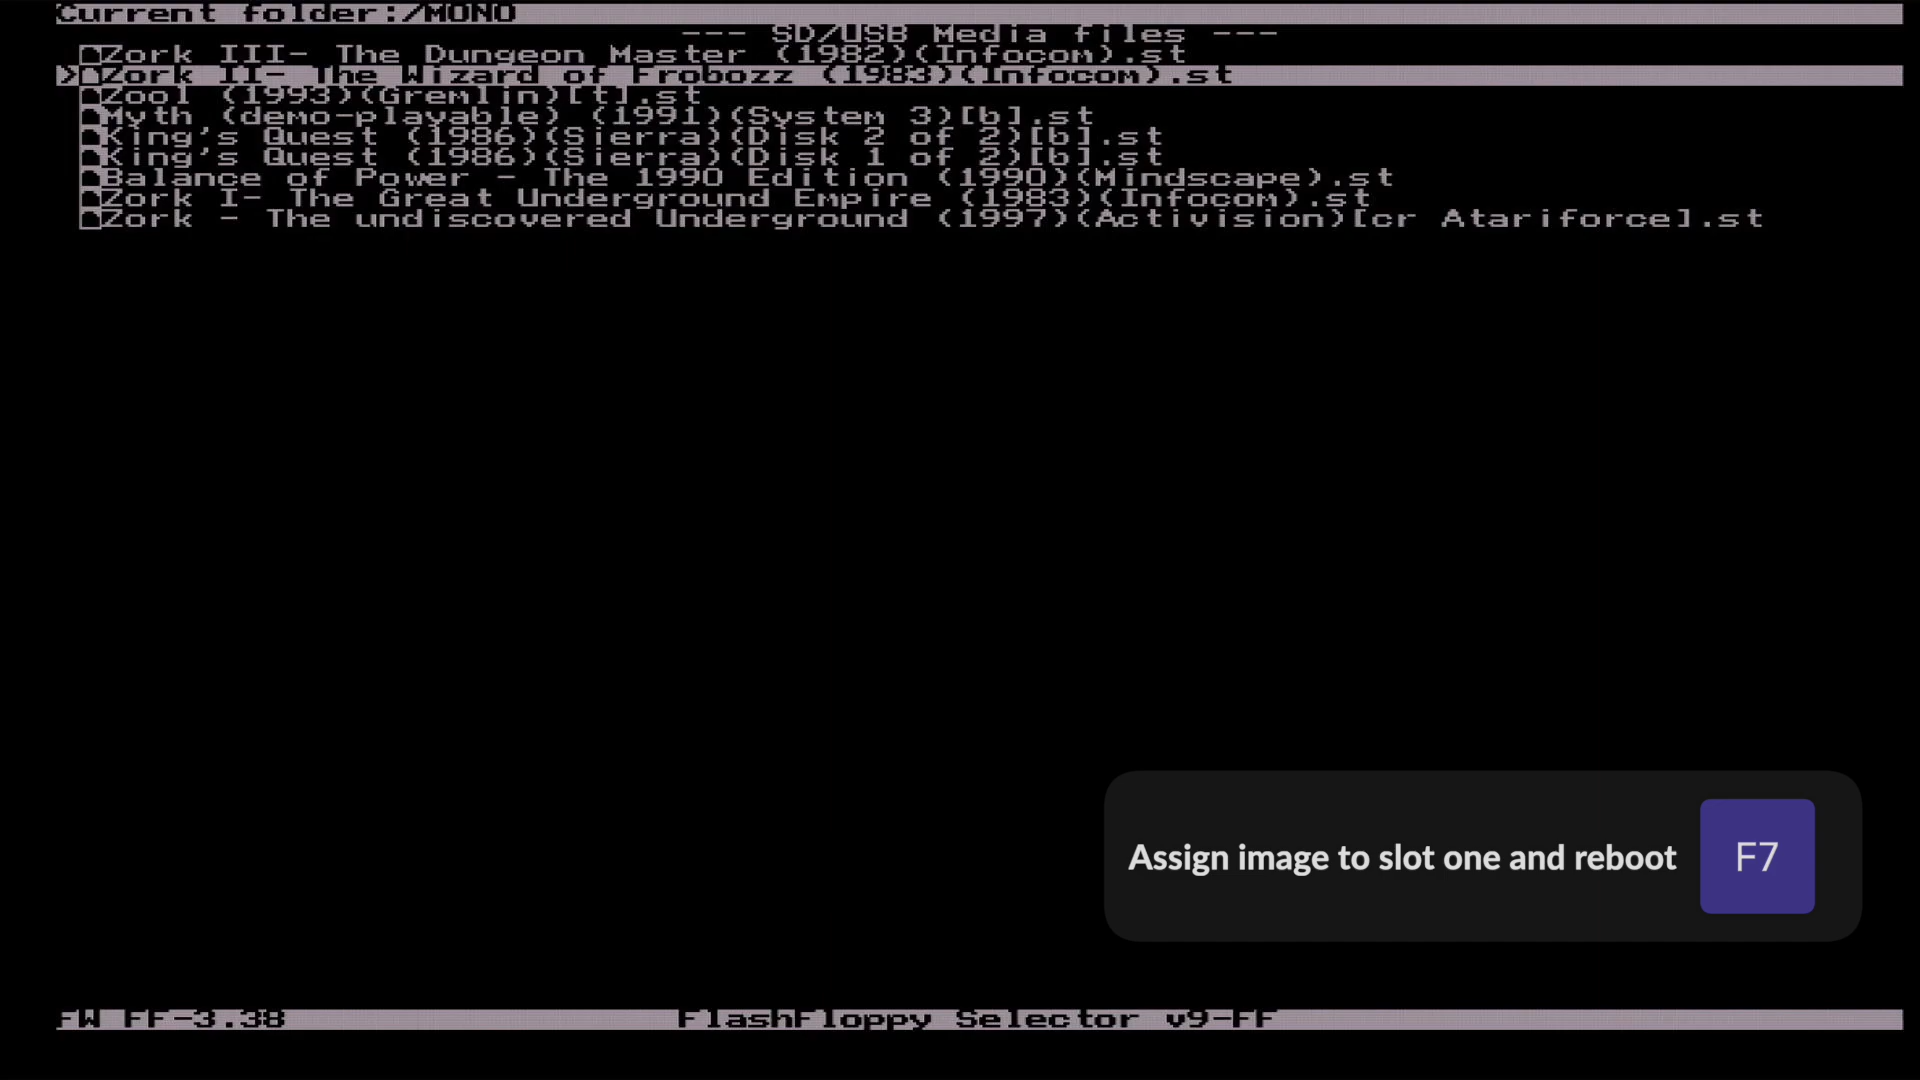 Current folder:/MONO
--- SD/USB Media files ---
Zork III- The Dungeon Master (1982)(Infocom).st
>Zork II- The Wizard of Frobozz (1983)(Infocom).st
Zool (1993)(Gremlin)[t].st
Myth (demo-playable) (1991)(System 3)[b].st
King's Quest (1986)(Sierra)(Disk 2 of 2)[b].st
King's Quest (1986)(Sierra)(Disk 1 of 2)[b].st
Balance of Power - The 1990 Edition (1990)(Mindscape).st
Zork I- The Great Underground Empire (1983)(Infocom).st
Zork - The undiscovered Underground (1997)(Activision)[cr Atariforce].st
Assign image to slot one and reboot F7
FW FF-3.38 FlashFloppy Selector v9-FF